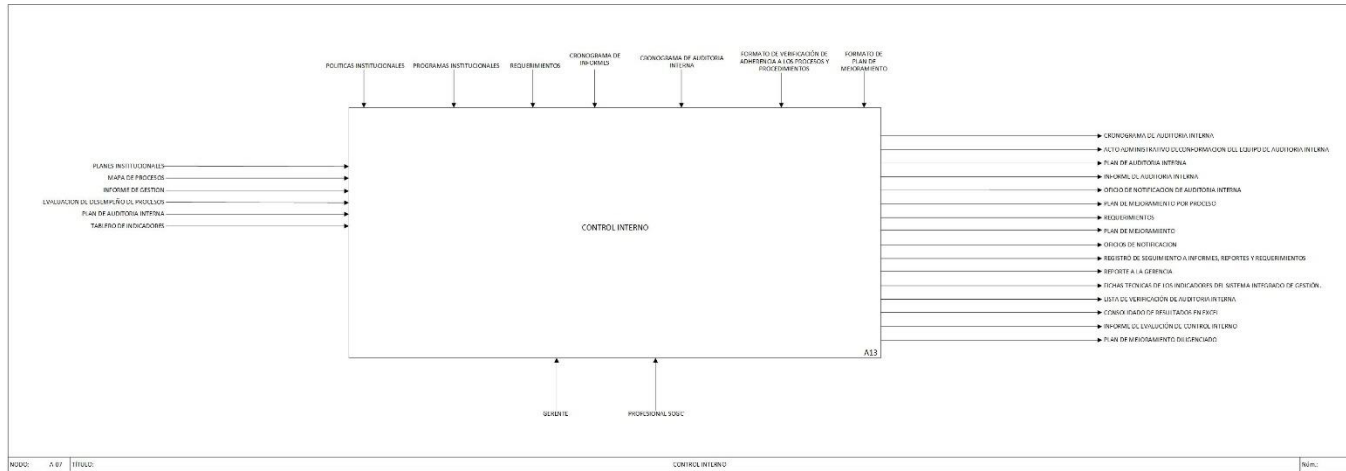 POLITICAS INSTITUCIONALES
PROGRAMAS INSTITUCIONALES
REQUERIMIENTOS
CRONOGRAMA DE
INFORMES
CRONOGRAMA DE AUDITORIA
INTERNA
FORMATO DE VERIFICACIÓN DE
ADHERENCIA A LOS PROCESOS Y
PROCEDIMIENTOS
FORMATO DE
PLAN DE
MEJORAMIENTO
PLANES INSTITUCIONALES
MAPA DE PROCESOS
INFORME DE GESTION
EVALUACION DE DESEMPEÑO DE PROCESOS
PLAN DE AUDITORIA INTERNA
TABLERO DE INDICADORES
CONTROL INTERNO
A13
CRONOGRAMA DE AUDITORIA INTERNA
ACTO ADMINISTRATIVO DE CONFORMACION DEL EQUIPO DE AUDITORIA INTERNA
PLAN DE AUDITORIA INTERNA
INFORME DE AUDITORIA INTERNA
OFICIO DE NOTIFICACION DE AUDITORIA INTERNA
PLAN DE MEJORAMIENTO POR PROCESO
REQUERIMIENTOS
PLAN DE MEJORAMIENTO
OFICIOS DE NOTIFICACION
REGISTRO DE SEGUIMIENTO A INFORMES, REPORTES Y REQUERIMIENTOS
REPORTE A LA GERENCIA
FICHAS TECNICAS DE LOS INDICADORES DEL SISTEMA INTEGRADO DE GESTIÓN.
LISTA DE VERIFICACIÓN DE AUDITORIA INTERNA
CONSOLIDADO DE RESULTADOS EN EXCEL
INFORME DE EVALUCIÓN DE CONTROL INTERNO
PLAN DE MEJORAMIENTO DILIGENCIADO
GERENTE
PROFESIONAL SOGC
NODO: A-07 TÍTULO: CONTROL INTERNO Núm.: